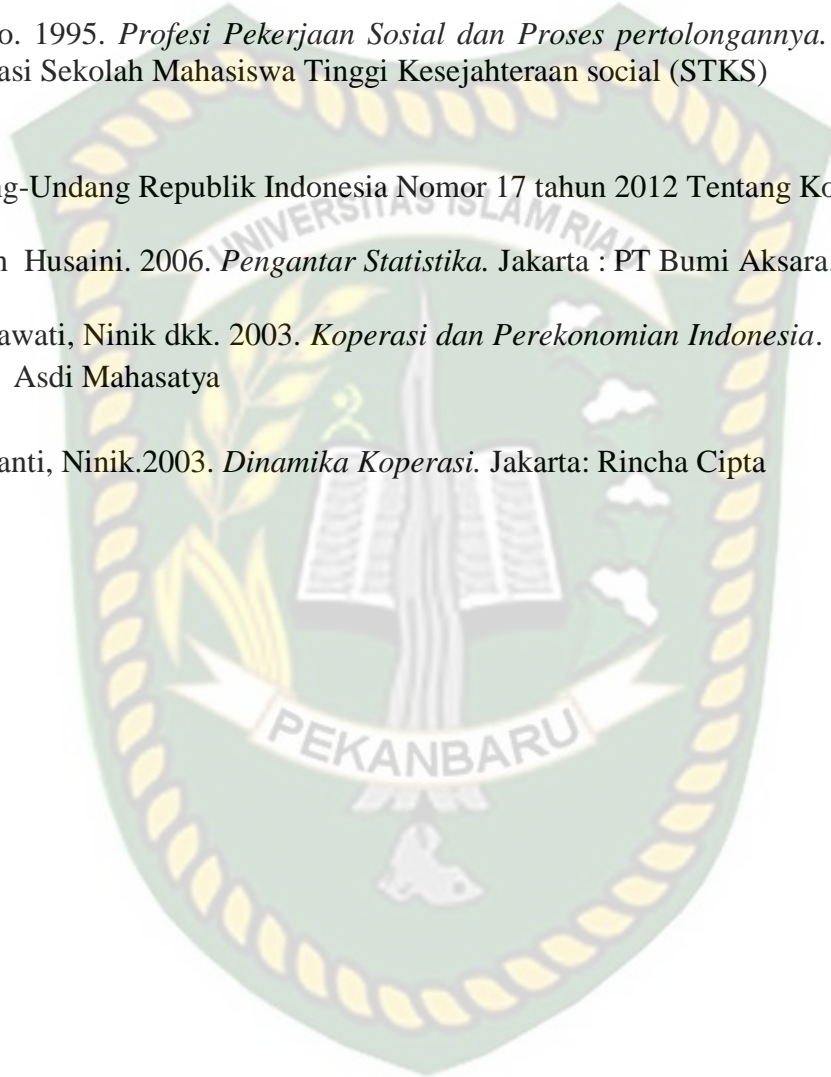 o. 1995. Profesi Pekerjaan Sosial dan Proses pertolongannya.
asi Sekolah Mahasiswa Tinggi Kesejahteraan social (STKS)
ng-Undang Republik Indonesia Nomor 17 tahun 2012 Tentang Ko
n Husaini. 2006. Pengantar Statistika. Jakarta : PT Bumi Aksara.
awati, Ninik dkk. 2003. Koperasi dan Perekonomian Indonesia.
Asdi Mahasatya
anti, Ninik.2003. Dinamika Koperasi. Jakarta: Rincha Cipta
UNIVERSITAS ISLAM RIAU
PEKANBARU